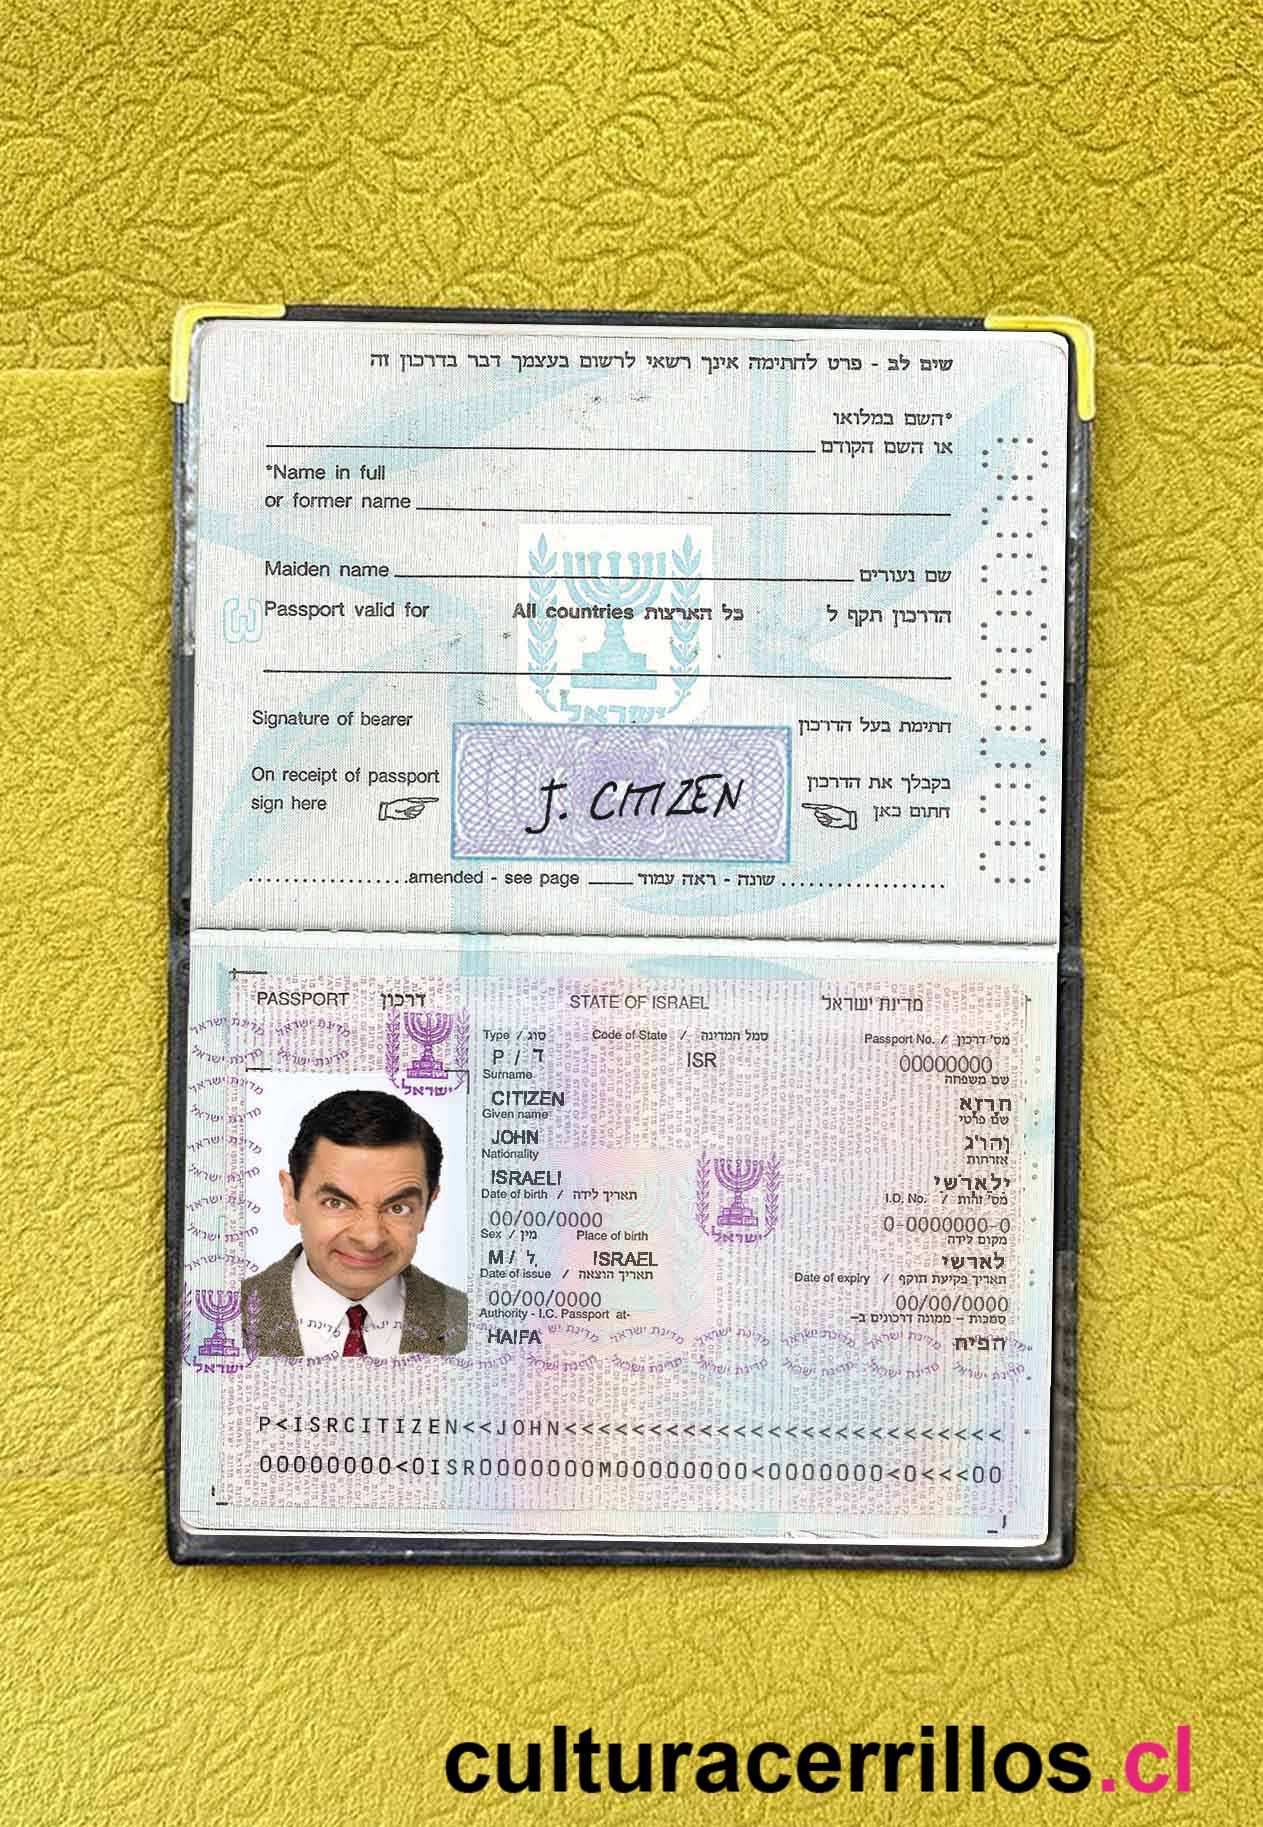 שים לב - פרט לחתימה אינך רשאי לרשום בעצמך דבר בדרכון זה
*השם במלואו
או השם הקודם
*Name in full
or former name
Maiden name שם נעורים
Passport valid for All countries כל הארצות הדרכון תקף ל
ישראל
Signature of bearer חתימת בעל הדרכון
On receipt of passport בקבלך את הדרכון
sign here חתום כאן
J. CITIZEN
amended - see page שונה - ראה עמוד
PASSPORT דרכון STATE OF ISRAEL מדינת ישראל
Type / סוג Code of State / סמל המדינה Passport No. / מס' דרכון
P / ד ISR 00000000
Surname שם משפחה
CITIZEN חרזא
Given name שם פרטי
JOHN
Nationality אזרחות
ISRAELI ילארשי
Date of birth / תאריך לידה I.D. No. / מס' זהות
00/00/0000 0-0000000-0
Sex / מין Place of birth מקום לידה
M / ISRAEL לארשי
Date of issue / תאריך הוצאה Date of expiry / תאריך פקיעת תוקף
00/00/0000 00/00/0000
Authority - I.C. Passport at- סמכות - ממונה דרכונים ב-
HAIFA הפיח
ישראל
ישראל
ישראל
P<ISRCITIZEN<<JOHN<<<<<<<<<<<<<<<<<<<<<<<<<<
00000000<0ISR0000000M00000000<0000000<0<<<00
culturacerrillos.cl